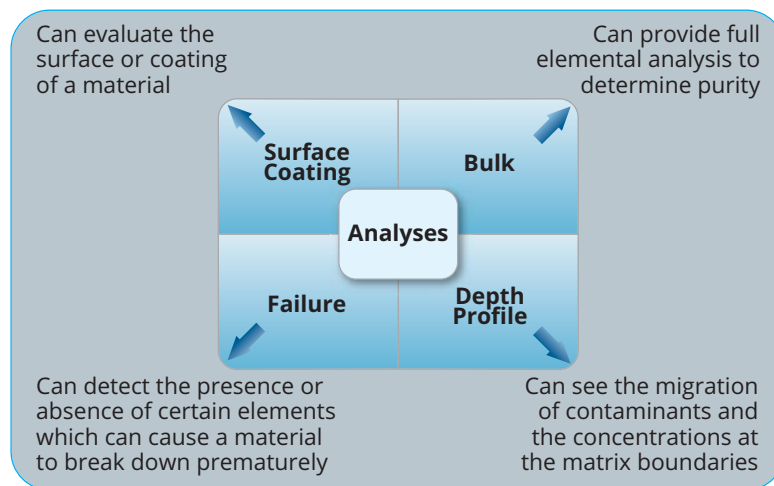 Can evaluate the
surface or coating
of a material
Can provide full
elemental analysis to
determine purity
Surface
Coating
Bulk
Analyses
Failure
Depth
Profile
Can detect the presence or
absence of certain elements
which can cause a material
to break down prematurely
Can see the migration
of contaminants and
the concentrations at
the matrix boundaries